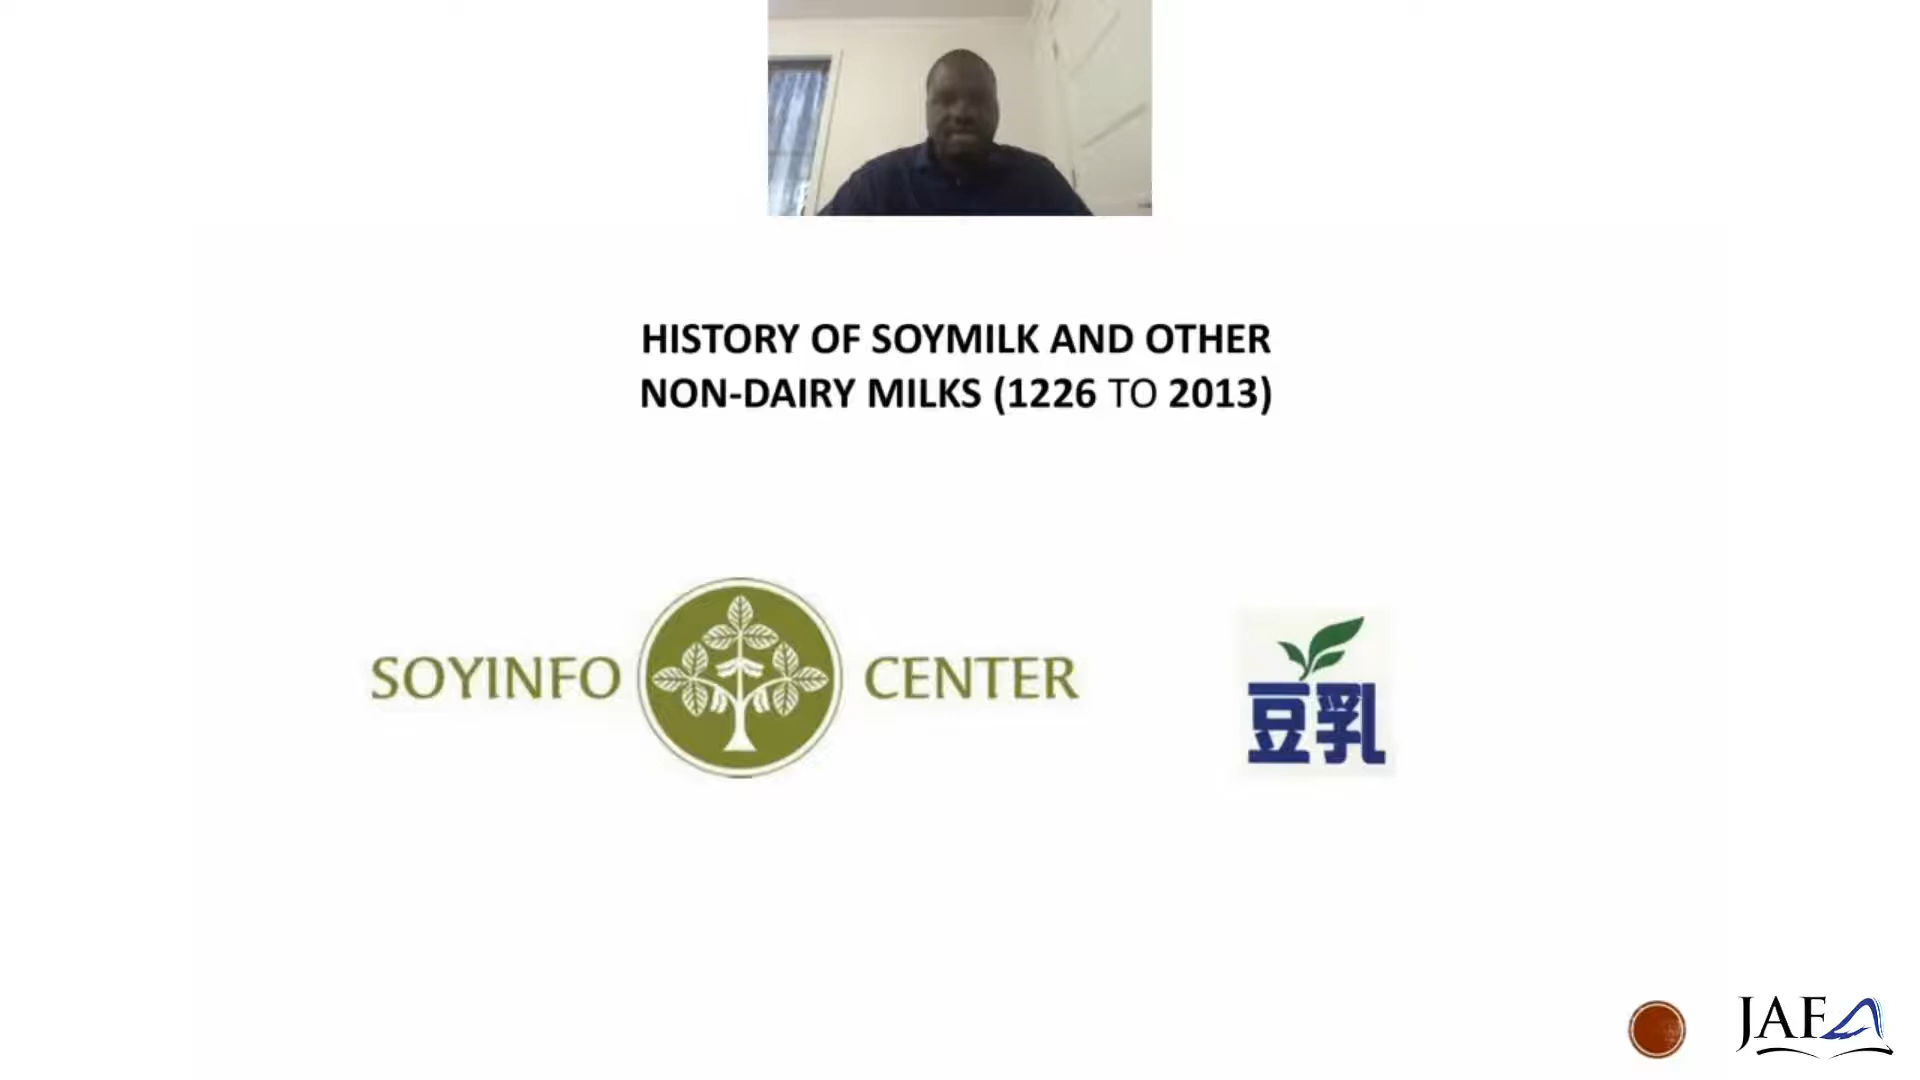 HISTORY OF SOYMILK AND OTHER
NON-DAIRY MILKS (1226 TO 2013)
SOYINFO CENTER
豆乳
JAFA